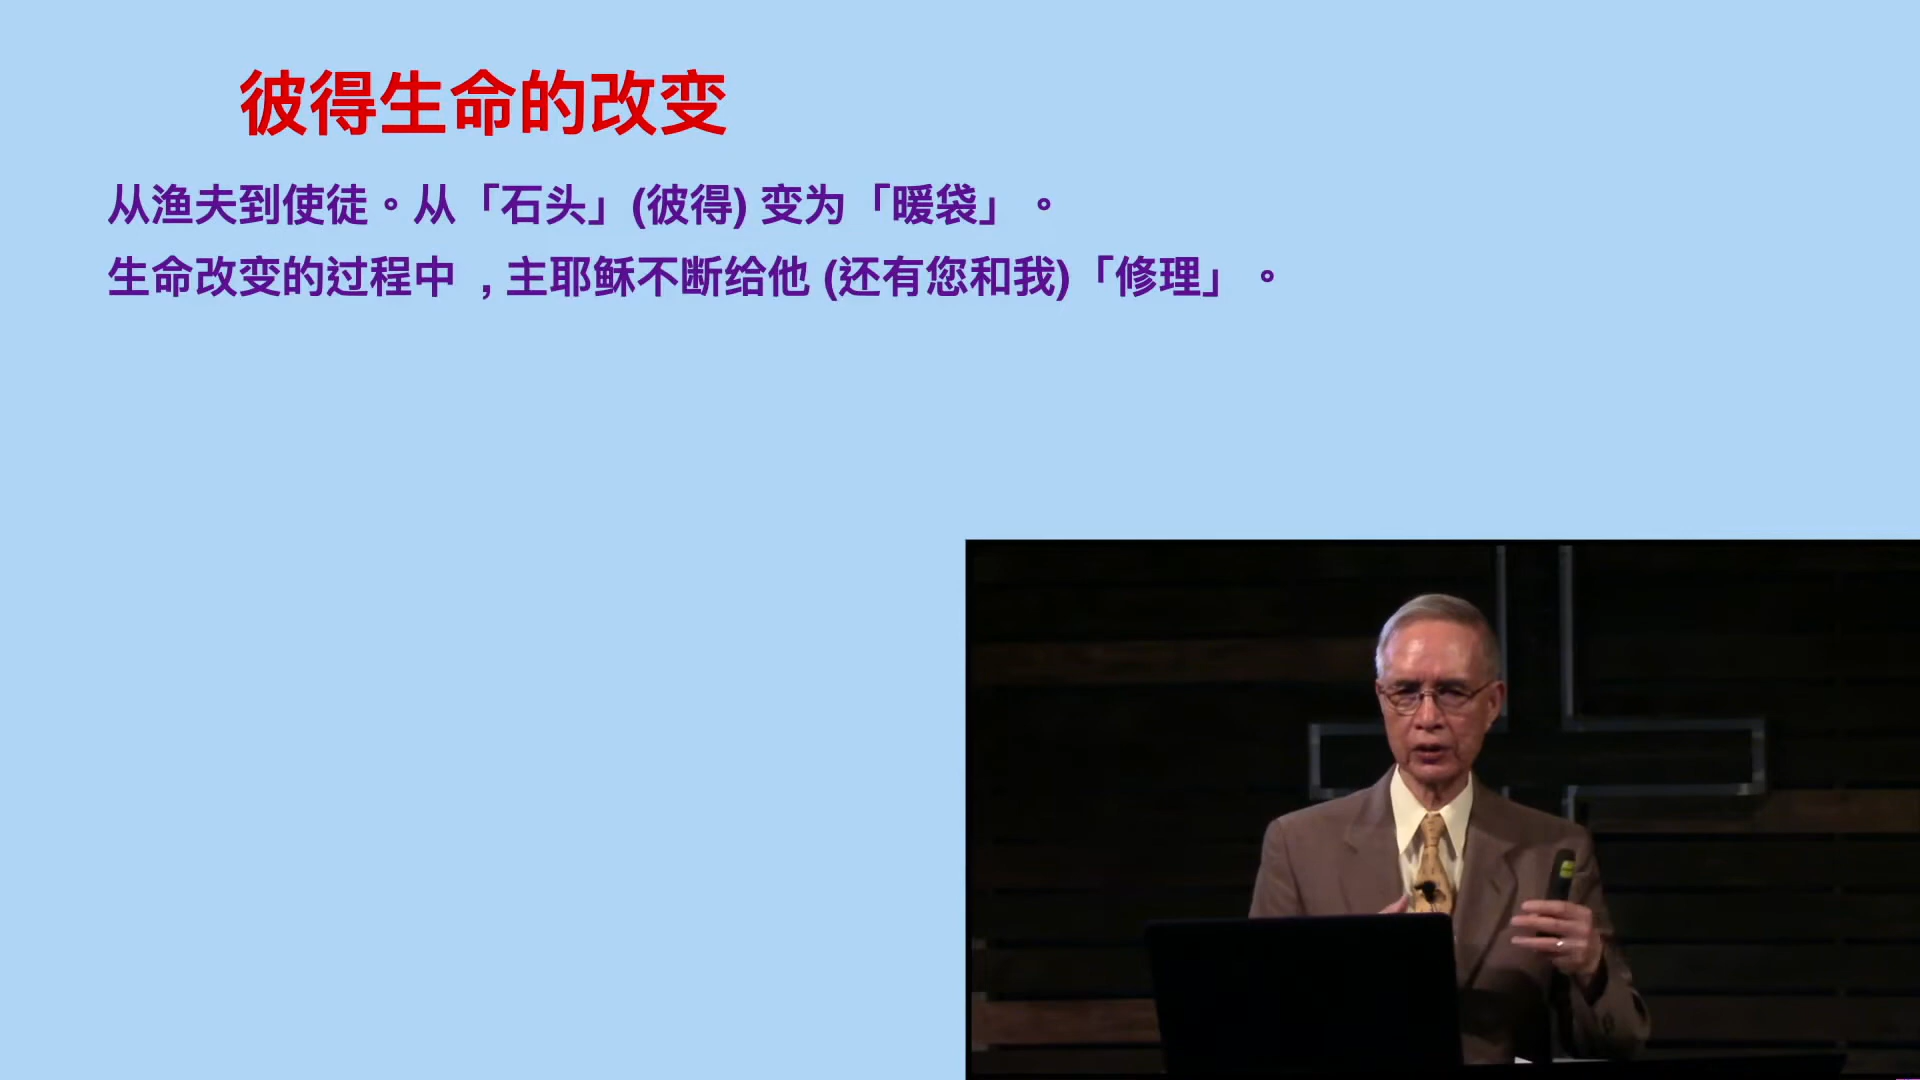 彼得生命的改变
从渔夫到使徒。从「石头」(彼得) 变为「暖袋」。
生命改变的过程中 , 主耶稣不断给他 (还有您和我)「修理」。